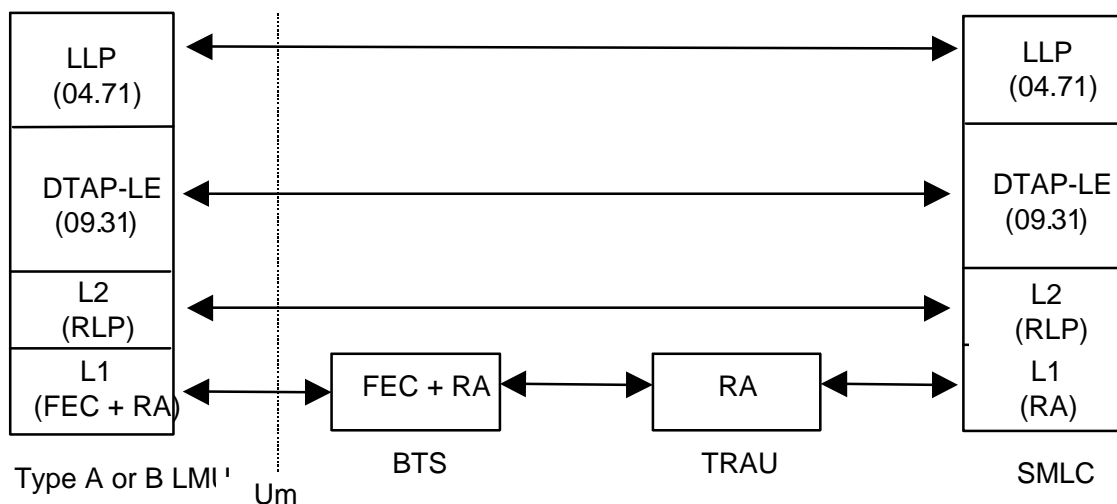 LLP
(04.71)
LLP
(04.71)
DTAP-LE
(09.31)
DTAP-LE
(09.31)
L2
(RLP)
L2
(RLP)
L1
(FEC + RA)
FEC + RA
RA
L1
(RA)
Type A or B LMU
Um
BTS
TRAU
SMLC